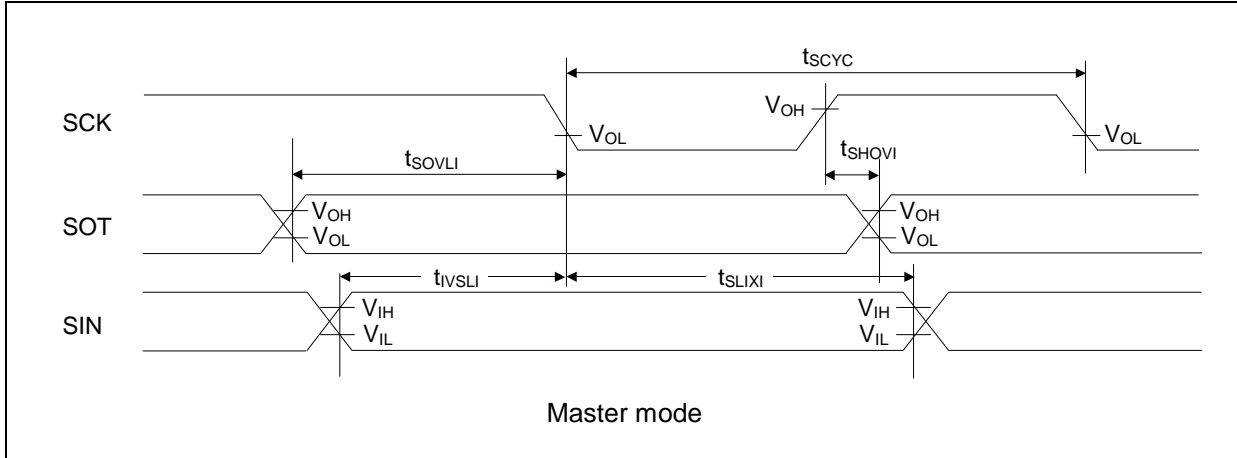 tSCYC
SCK
VOH
VOL
VOL
tSHOVI
tSOVLI
SOT
VOH
VOL
VOH
VOL
tIVSLI
tSLIXI
SIN
VIH
VIL
VIH
VIL
Master mode